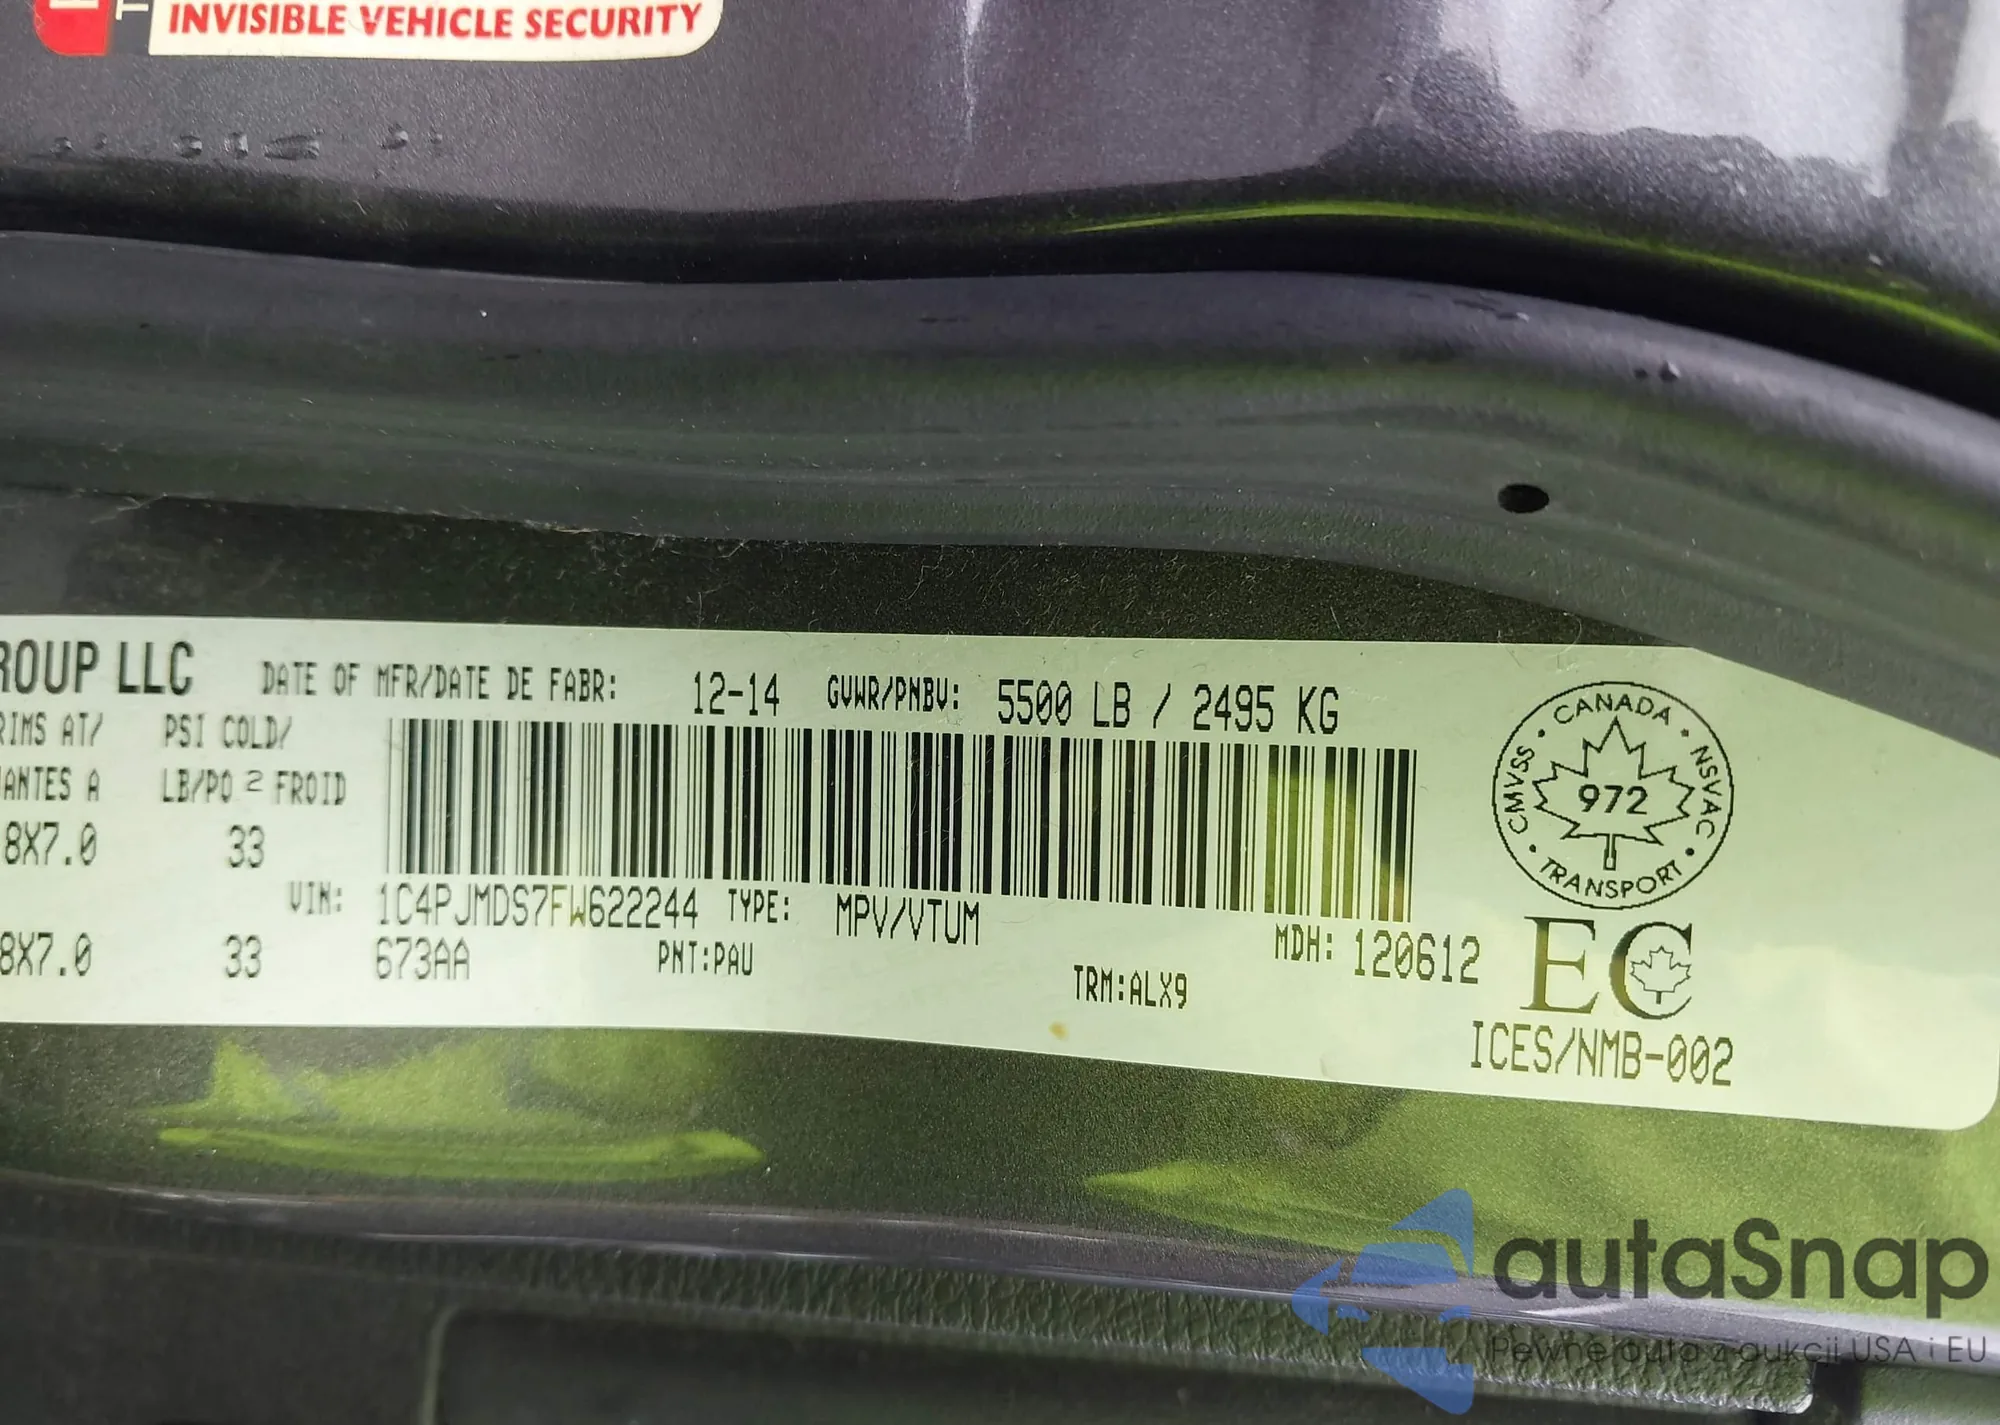 INVISIBLE VEHICLE SECURITY
ROUP LLC DATE OF MFR/DATE DE FABR: 12-14 GVWR/PNBV: 5500 LB / 2495 KG
RIMS AT/ PSI COLD/
ANTES A LB/PO 2 FROID
8X7.0 33
VIN: 1C4PJMDS7FW622244 TYPE: MPV/VTUM
8X7.0 33 673AA PNT:PAU TRM:ALX9 MDH: 120612
CANADA
CMVSS • NSVAC
972
TRANSPORT
EC
ICES/NMB-002
autaSnap
Pewne auta z aukcji USA i EU